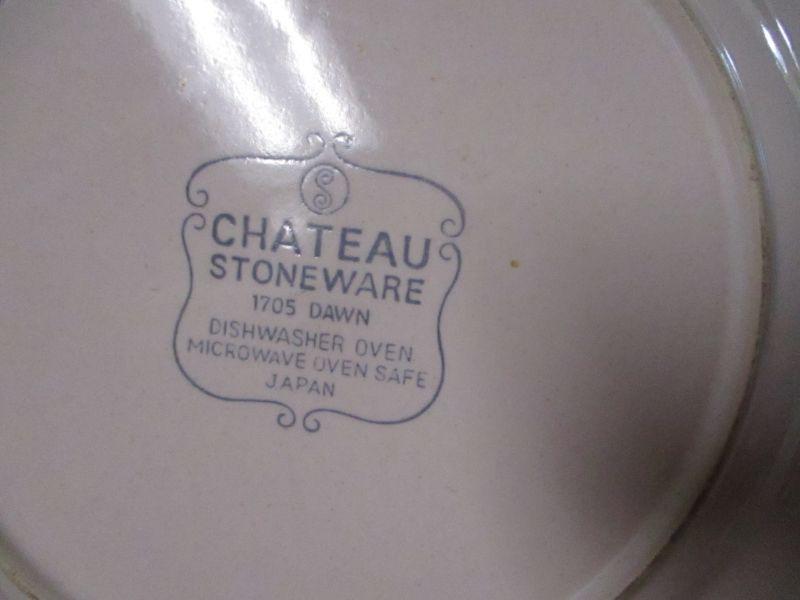 S
CHATEAU
STONEWARE
1705 DAWN
DISHWASHER OVEN
MICROWAVE OVEN SAFE
JAPAN